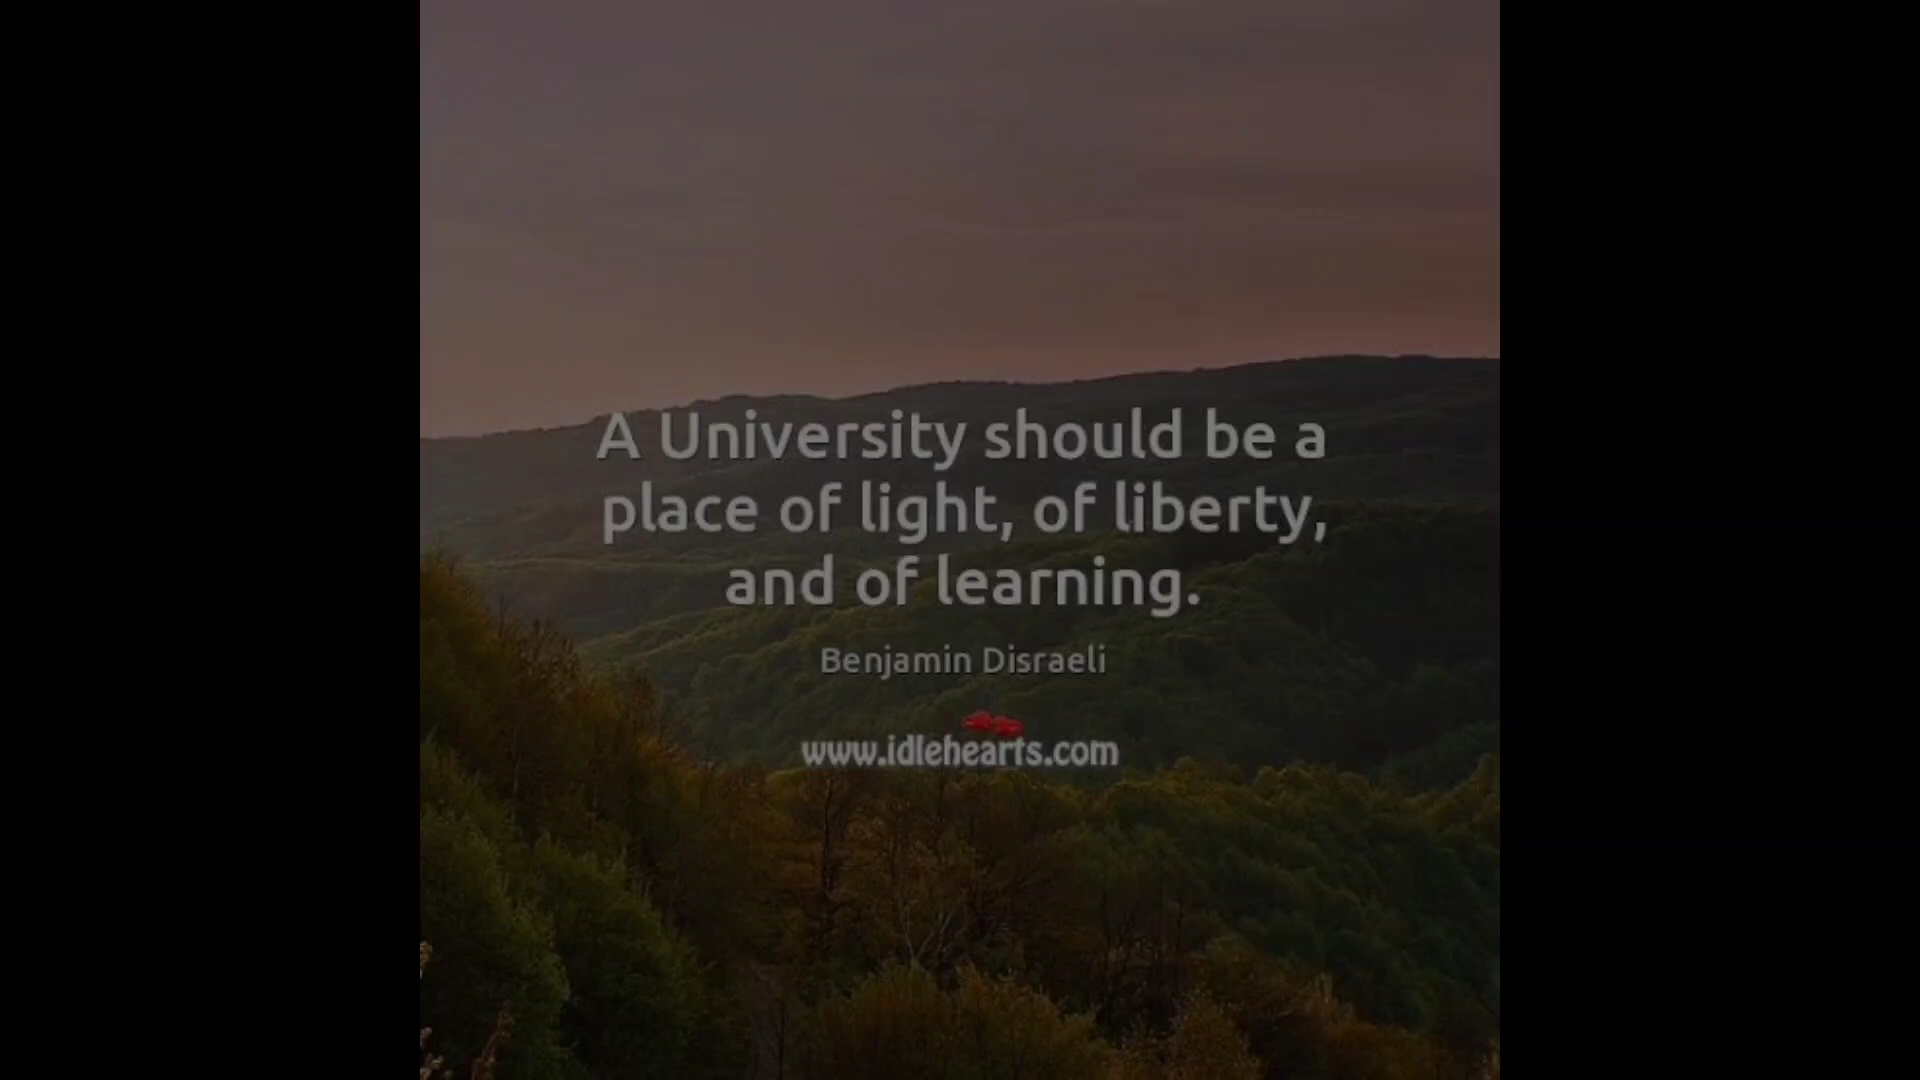 A University should be a
place of light, of liberty,
and of learning.
Benjamin Disraeli
www.idlehearts.com